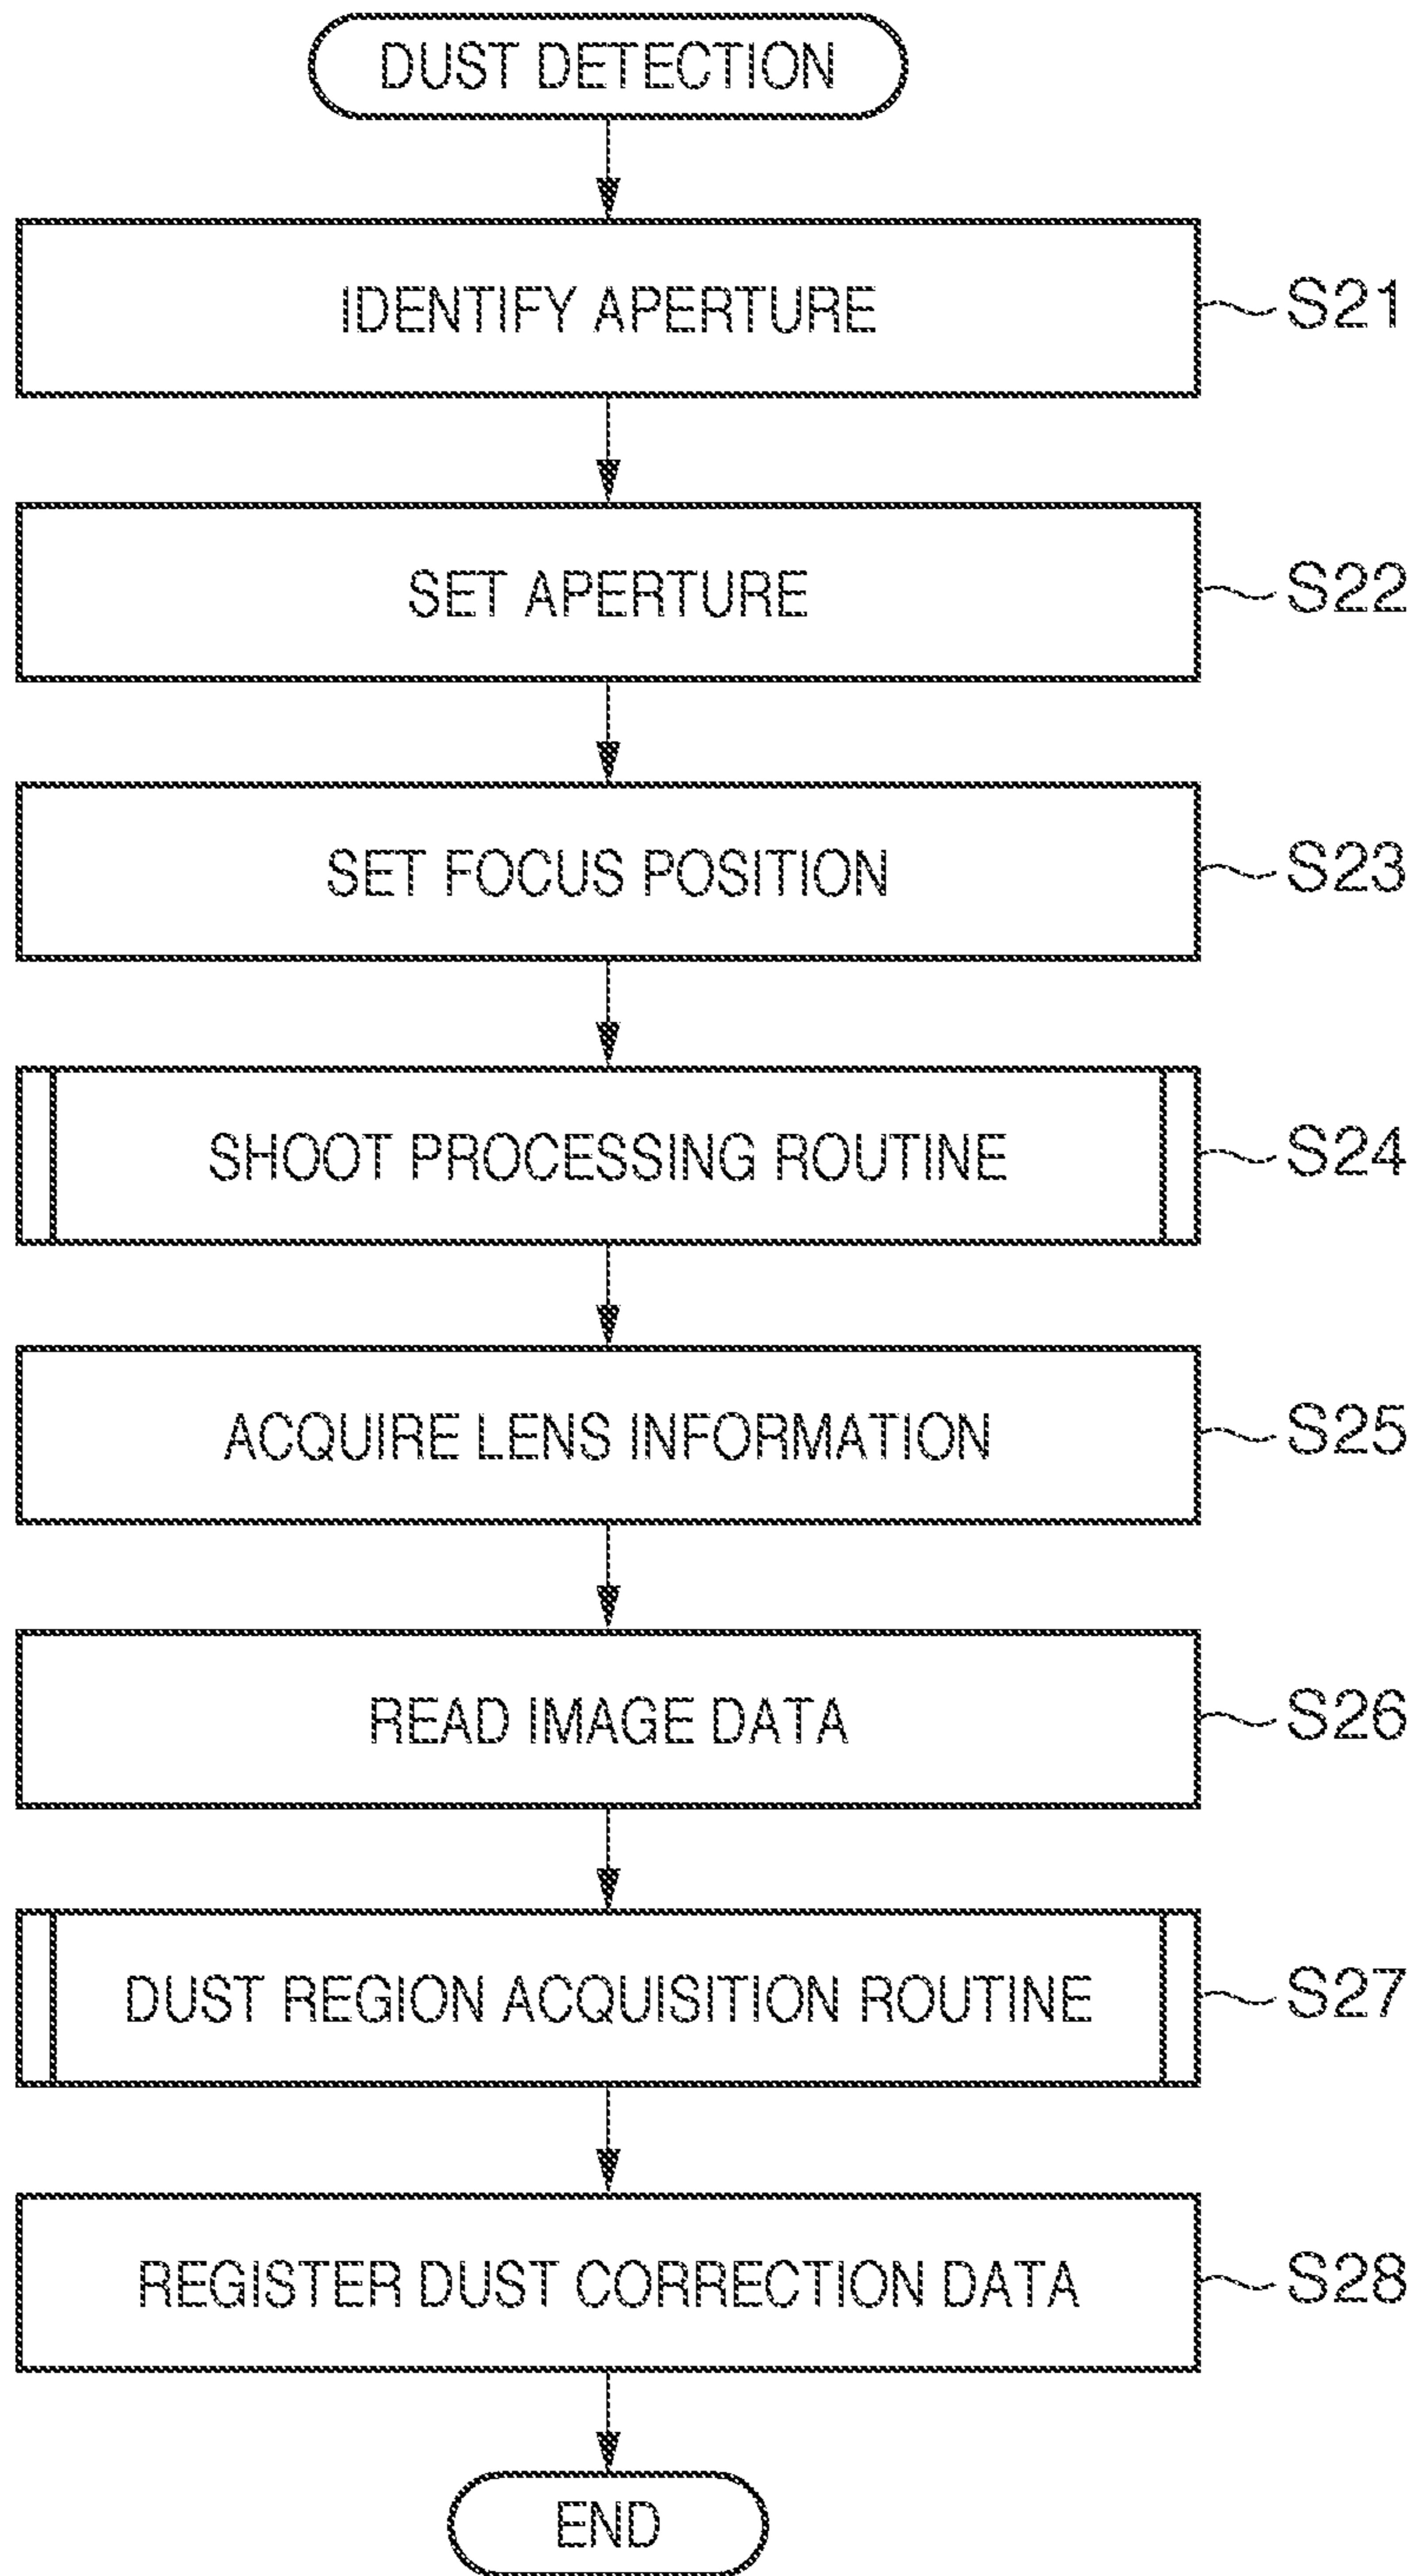 DUST DETECTION
IDENTIFY APERTURE
S21
SET APERTURE
S22
SET FOCUS POSITION
S23
SHOOT PROCESSING ROUTINE
S24
ACQUIRE LENS INFORMATION
S25
READ IMAGE DATA
S26
DUST REGION ACQUISITION ROUTINE
S27
REGISTER DUST CORRECTION DATA
S28
END